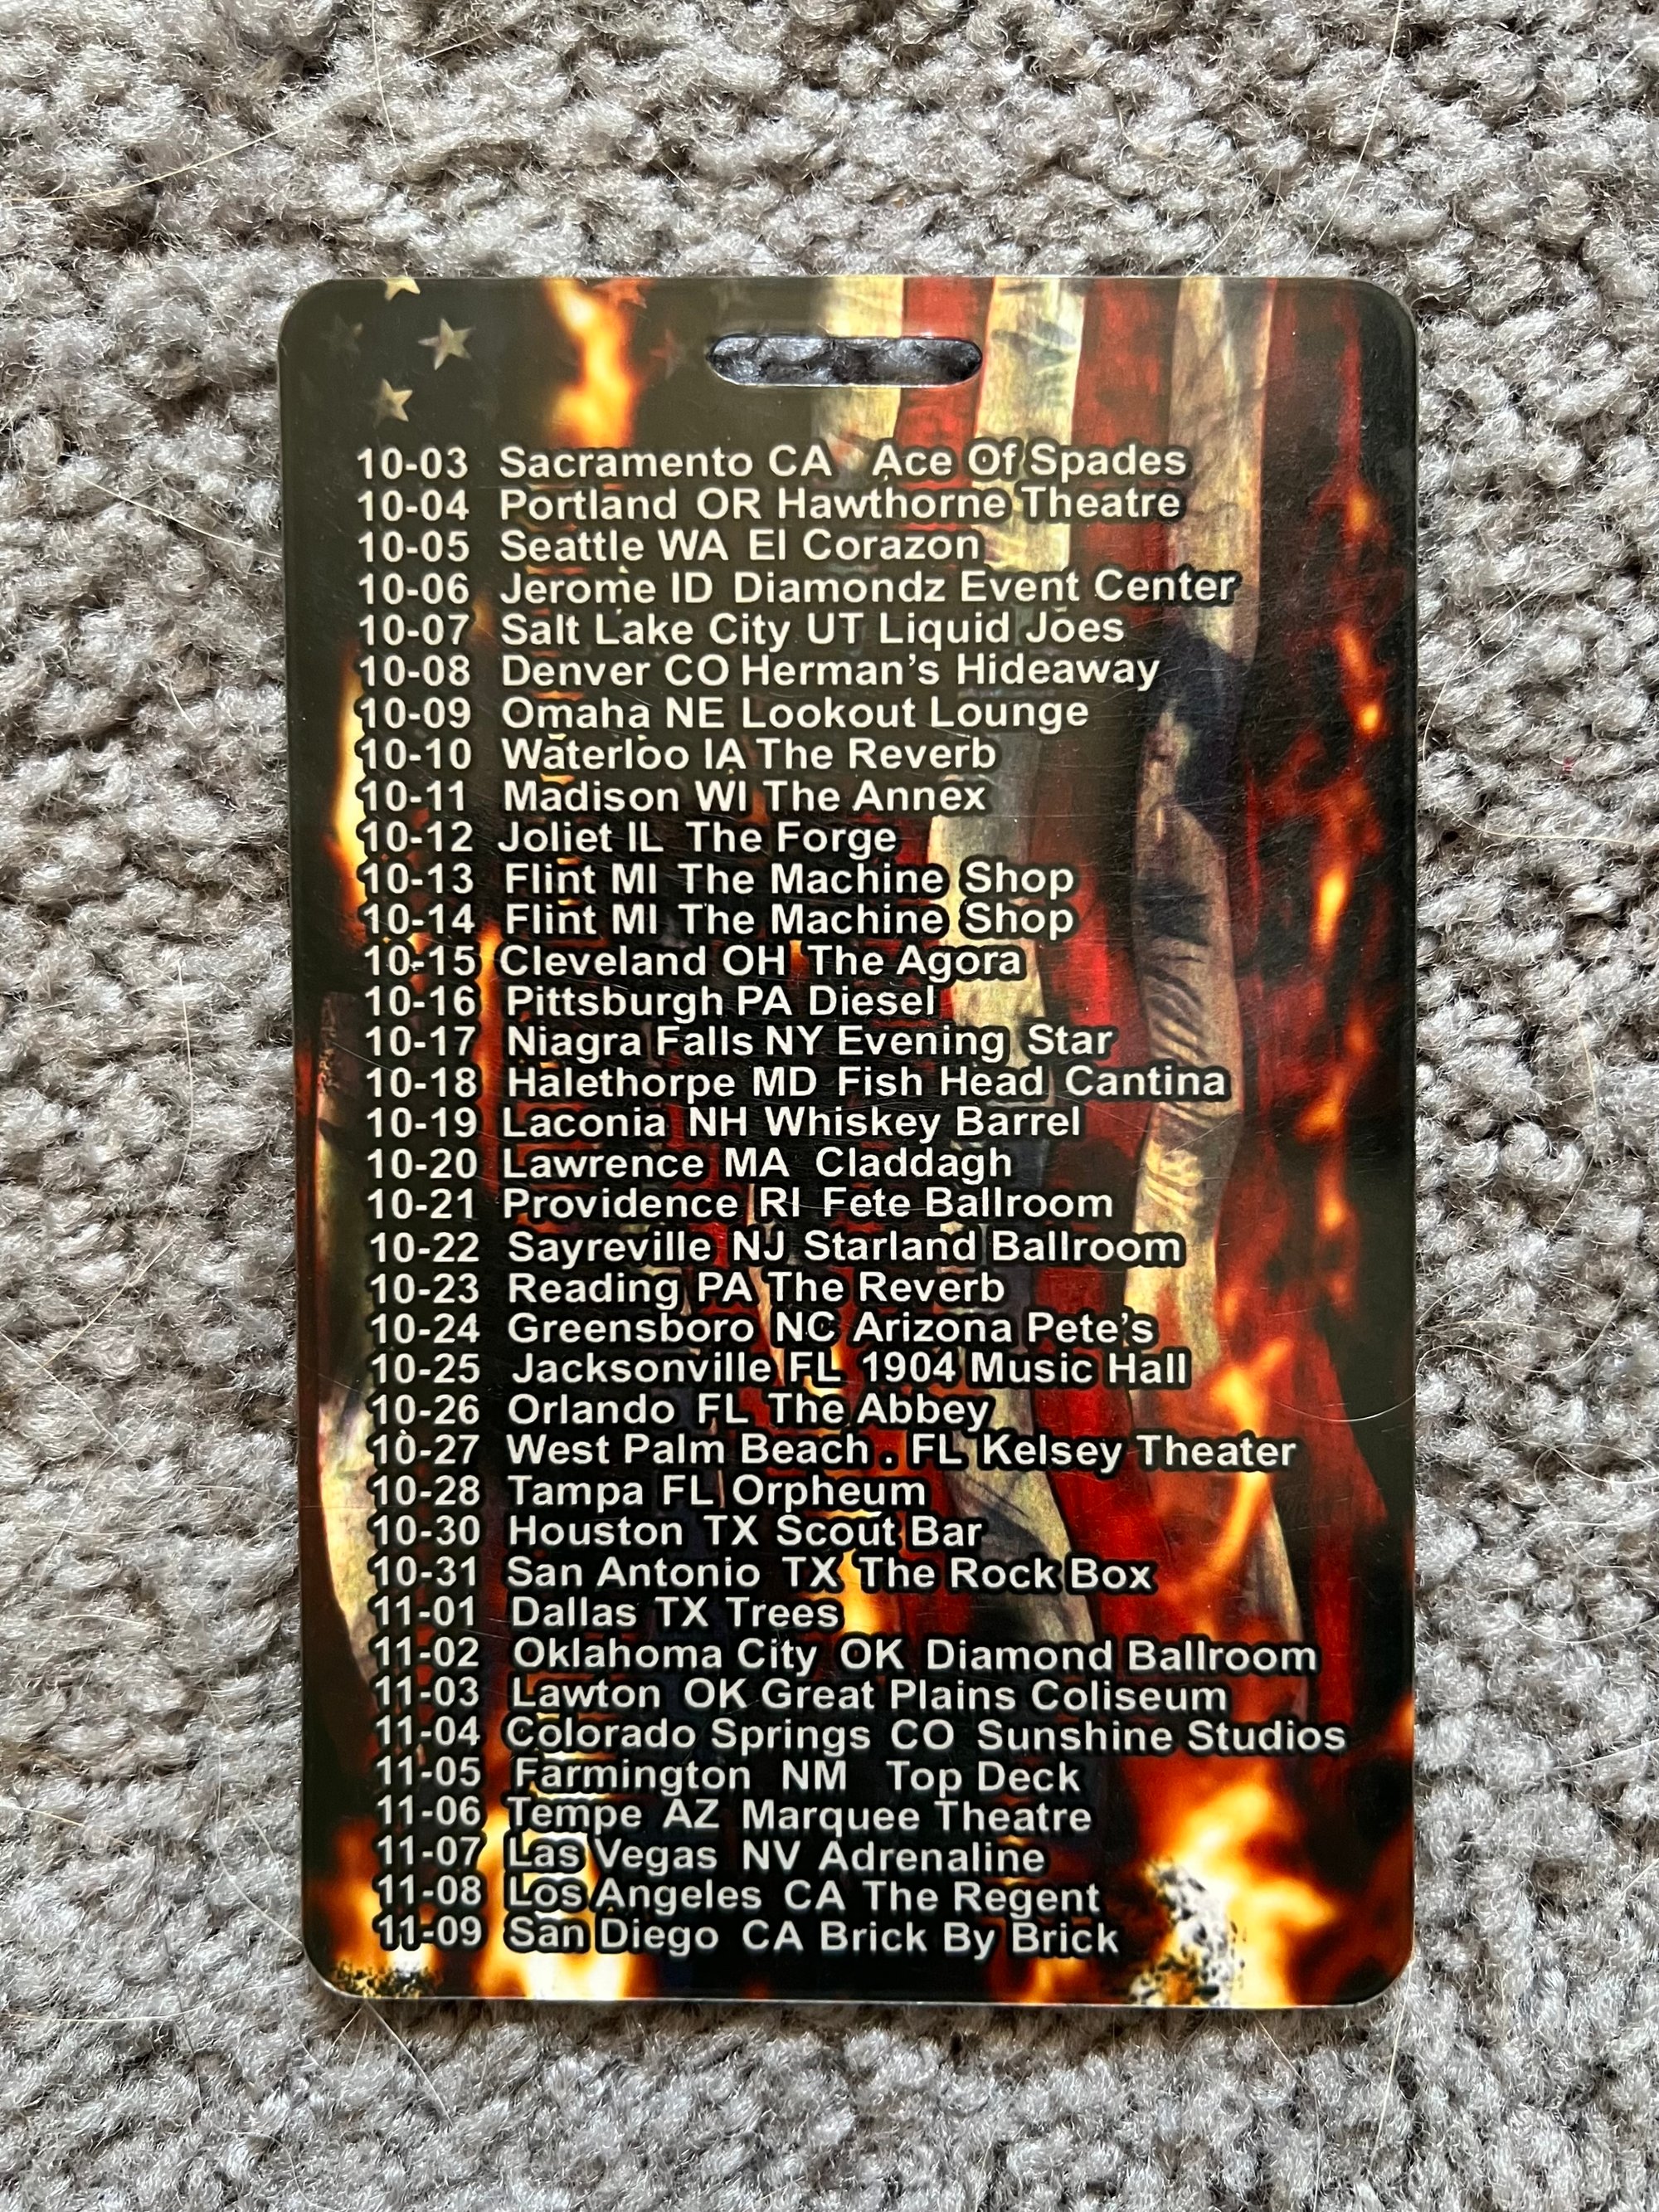 10-03 Sacramento CA Ace Of Spades
10-04 Portland OR Hawthorne Theatre
10-05 Seattle WA El Corazon
10-06 Jerome ID Diamondz Event Center
10-07 Salt Lake City UT Liquid Joes
10-08 Denver CO Herman's Hideaway
10-09 Omaha NE Lookout Lounge
10-10 Waterloo IA The Reverb
10-11 Madison WI The Annex
10-12 Joliet IL The Forge
10-13 Flint MI The Machine Shop
10-14 Flint MI The Machine Shop
10-15 Cleveland OH The Agora
10-16 Pittsburgh PA Diesel
10-17 Niagra Falls NY Evening Star
10-18 Halethorpe MD Fish Head Cantina
10-19 Laconia NH Whiskey Barrel
10-20 Lawrence MA Claddagh
10-21 Providence RI Fete Ballroom
10-22 Sayreville NJ Starland Ballroom
10-23 Reading PA The Reverb
10-24 Greensboro NC Arizona Pete's
10-25 Jacksonville FL 1904 Music Hall
10-26 Orlando FL The Abbey
10-27 West Palm Beach . FL Kelsey Theater
10-28 Tampa FL Orpheum
10-30 Houston TX Scout Bar
10-31 San Antonio TX The Rock Box
11-01 Dallas TX Trees
11-02 Oklahoma City OK Diamond Ballroom
11-03 Lawton OK Great Plains Coliseum
11-04 Colorado Springs CO Sunshine Studios
11-05 Farmington NM Top Deck
11-06 Tempe AZ Marquee Theatre
11-07 Las Vegas NV Adrenaline
11-08 Los Angeles CA The Regent
11-09 San Diego CA Brick By Brick